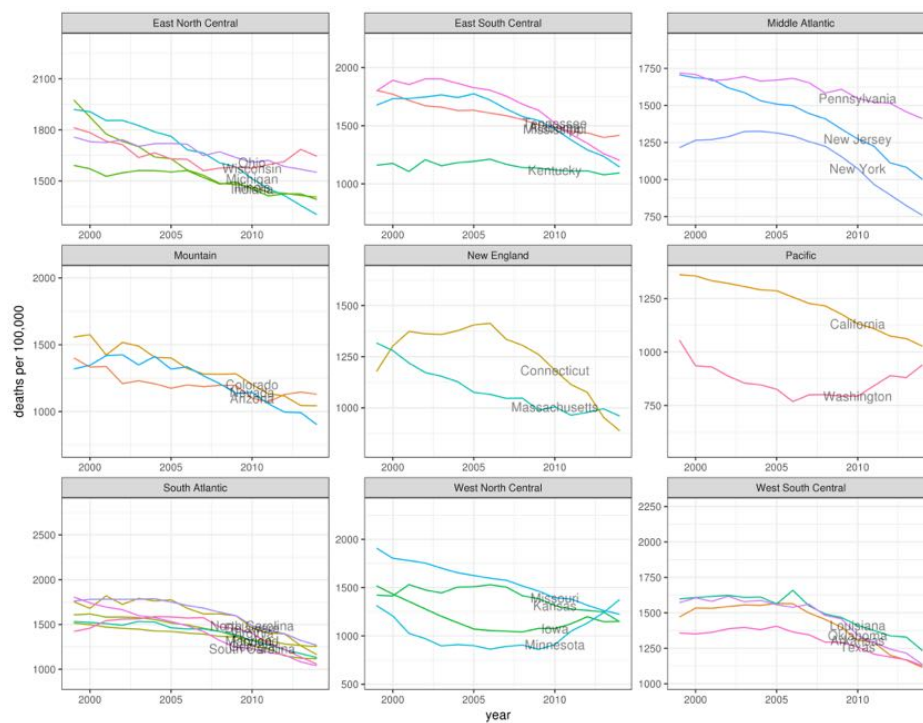 East North Central
East South Central
Middle Atlantic
2100
1800
1500
2000 2005 2010
Ohio
Wisconsin
Michigan
Indiana
2000
1500
1000
2000 2005 2010
Tennessee
Mississippi
Kentucky
1750
1500
1250
1000
750
2000 2005 2010
Pennsylvania
New Jersey
New York
deaths per 100,000
Mountain
New England
Pacific
2000
1500
1000
2000 2005 2010
Colorado
Nevada
Arizona
1500
1250
1000
2000 2005 2010
Connecticut
Massachusetts
1250
1000
750
2000 2005 2010
California
Washington
South Atlantic
West North Central
West South Central
2500
2000
1500
1000
2000 2005 2010
North Carolina
South Carolina
2000
1500
1000
500
2000 2005 2010
Missouri
Kansas
Iowa
Minnesota
2250
2000
1750
1500
1250
1000
2000 2005 2010
Louisiana
Oklahoma
Arkansas
Texas
year